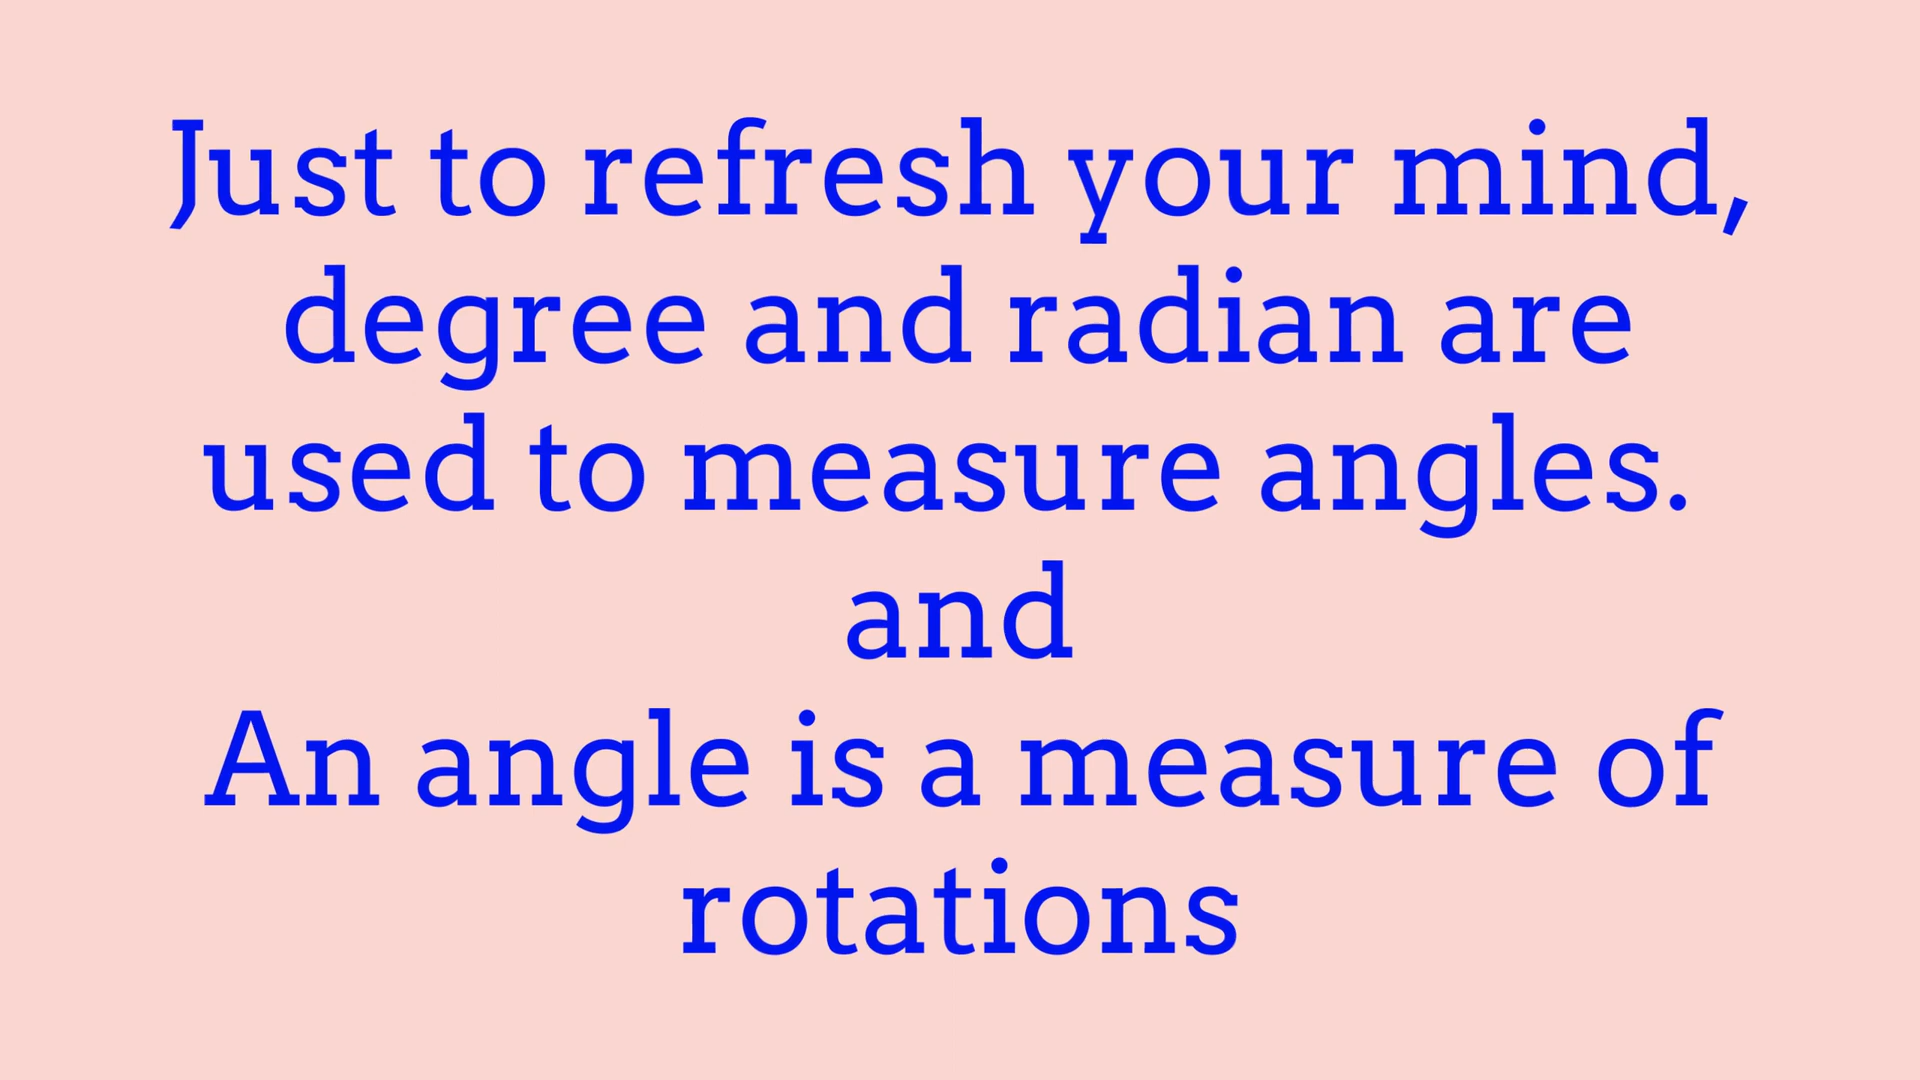 Just to refresh your mind,
degree and radian are
used to measure angles.
and
An angle is a measure of
rotations